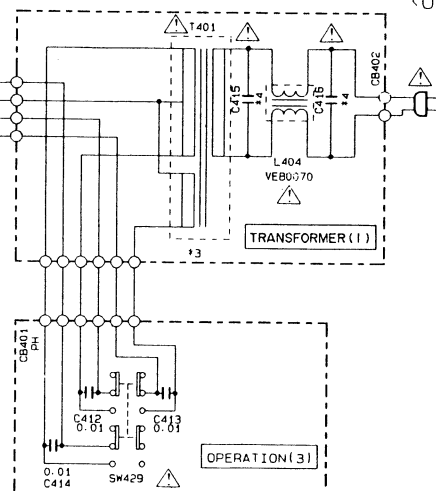 T401
C415
*4
C416
*4
CB402
L404
VEB0070
TRANSFORMER(1)
*3
CB401
PH
C412
0.01
C413
0.01
0.01
C414
SW429
OPERATION(3)